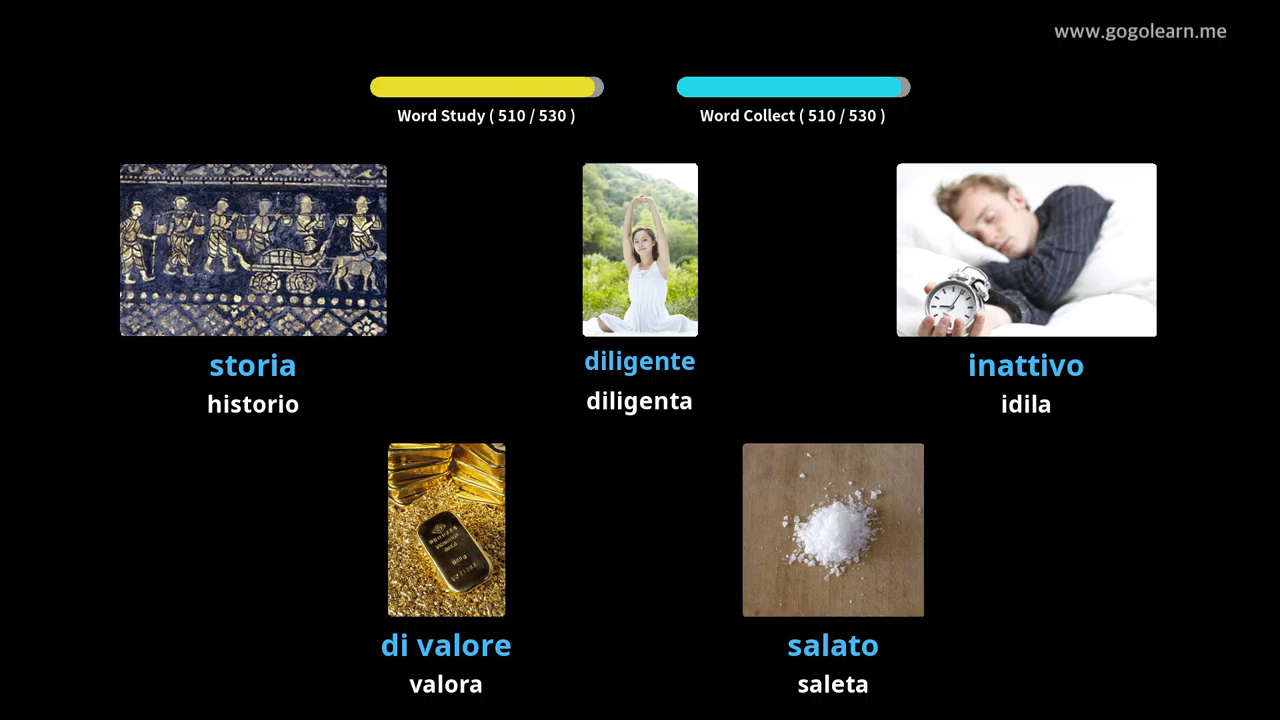 www.gogolearn.me
Word Study ( 510 / 530 )
Word Collect ( 510 / 530 )
storia
historio
diligente
diligenta
inattivo
idila
di valore
valora
salato
saleta